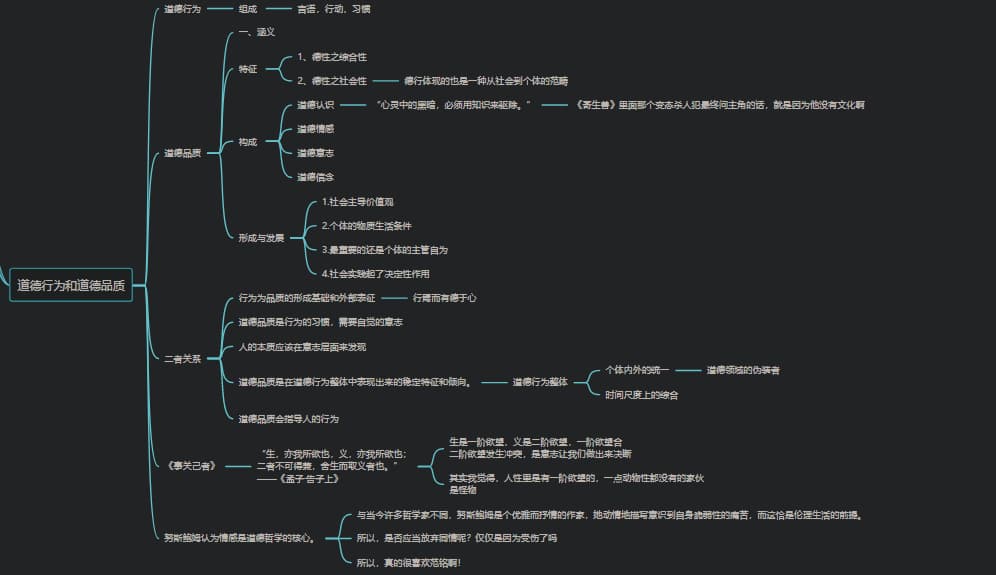 道德行为和道德品质
道德行为
组成
言语，行动，习惯
道德品质
一、涵义
特征
1、德性之综合性
2、德性之社会性
德行体现的也是一种从社会到个体的范畴
构成
道德认识
“心灵中的黑暗，必须用知识来驱除。”
《寄生兽》里面那个变态杀人犯最终问主角的话，就是因为他没有文化啊
道德情感
道德意志
道德信念
形成与发展
1.社会主导价值观
2.个体的物质生活条件
3.最重要的还是个体的主管自为
4.社会实践起了决定性作用
二者关系
行为为品质的形成基础和外部表征
行焉而有德于心
道德品质是行为的习惯，需要自觉的意志
人的本质应该在意志层面来发现
道德品质是在道德行为整体中表现出来的稳定特征和倾向。
道德行为整体
个体内外的统一
道德领域的伪装者
时间尺度上的综合
道德品质会指导人的行为
《事关己者》
“生，亦我所欲也，义，亦我所欲也；
二者不可得兼，舍生而取义者也。”
——《孟子·告子上》
生是一阶欲望，义是二阶欲望，一阶欲望合
二阶欲望发生冲突，是意志让我们做出来决断
其实我觉得，人性里是有一阶欲望的，一点动物性都没有的家伙
是怪物
努斯鲍姆认为情感是道德哲学的核心。
与当今许多哲学家不同，努斯鲍姆是个优雅而抒情的作家，她动情地描写意识到自身脆弱性的痛苦，而这恰是伦理生活的前提。
所以，是否应当放弃同情呢？仅仅是因为受伤了吗
所以，真的很喜欢范铭啊！